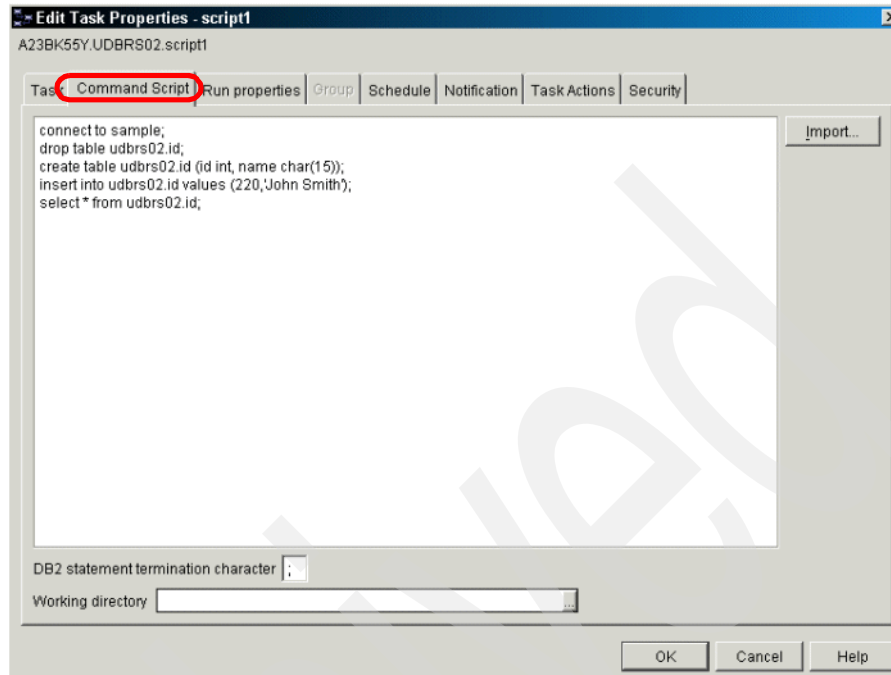 Edit Task Properties - script1
A23BK55Y.UDBRS02.script1
Task Command Script Run properties Group Schedule Notification Task Actions Security
connect to sample;
drop table udbrs02.id;
create table udbrs02.id (id int, name char(15));
insert into udbrs02.id values (220,'John Smith');
select * from udbrs02.id;
Import...
DB2 statement termination character ;
Working directory ...
OK Cancel Help